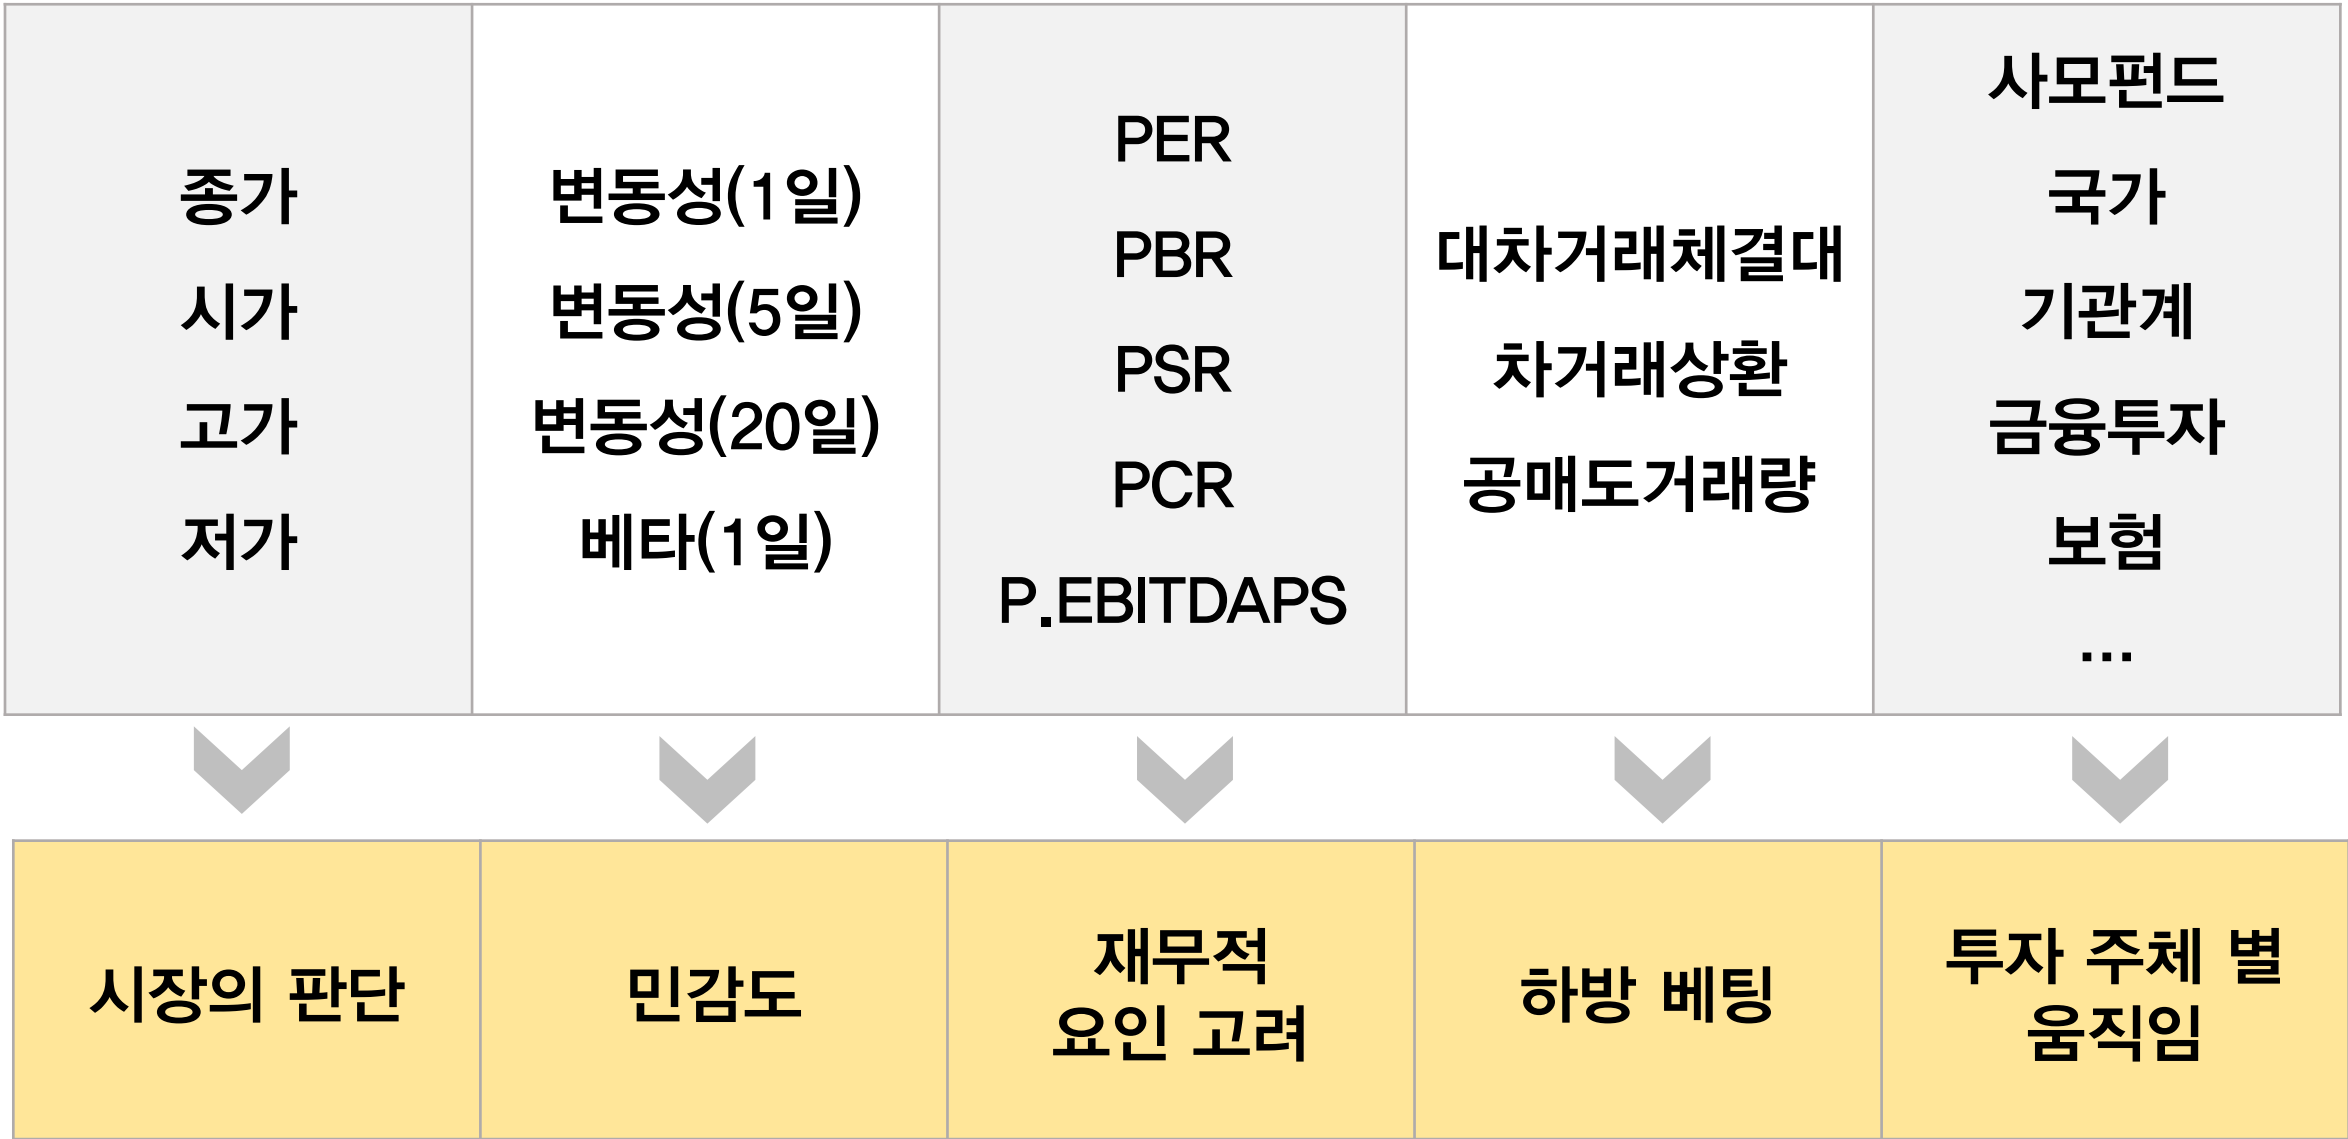 종가
시가
고가
저가
변동성(1일)
변동성(5일)
변동성(20일)
베타(1일)
PER
PBR
PSR
PCR
P.EBITDAPS
대차거래체결대
차거래상환
공매도거래량
사모펀드
국가
기관계
금융투자
보험
...
시장의 판단
민감도
재무적
요인 고려
하방 베팅
투자 주체 별
움직임